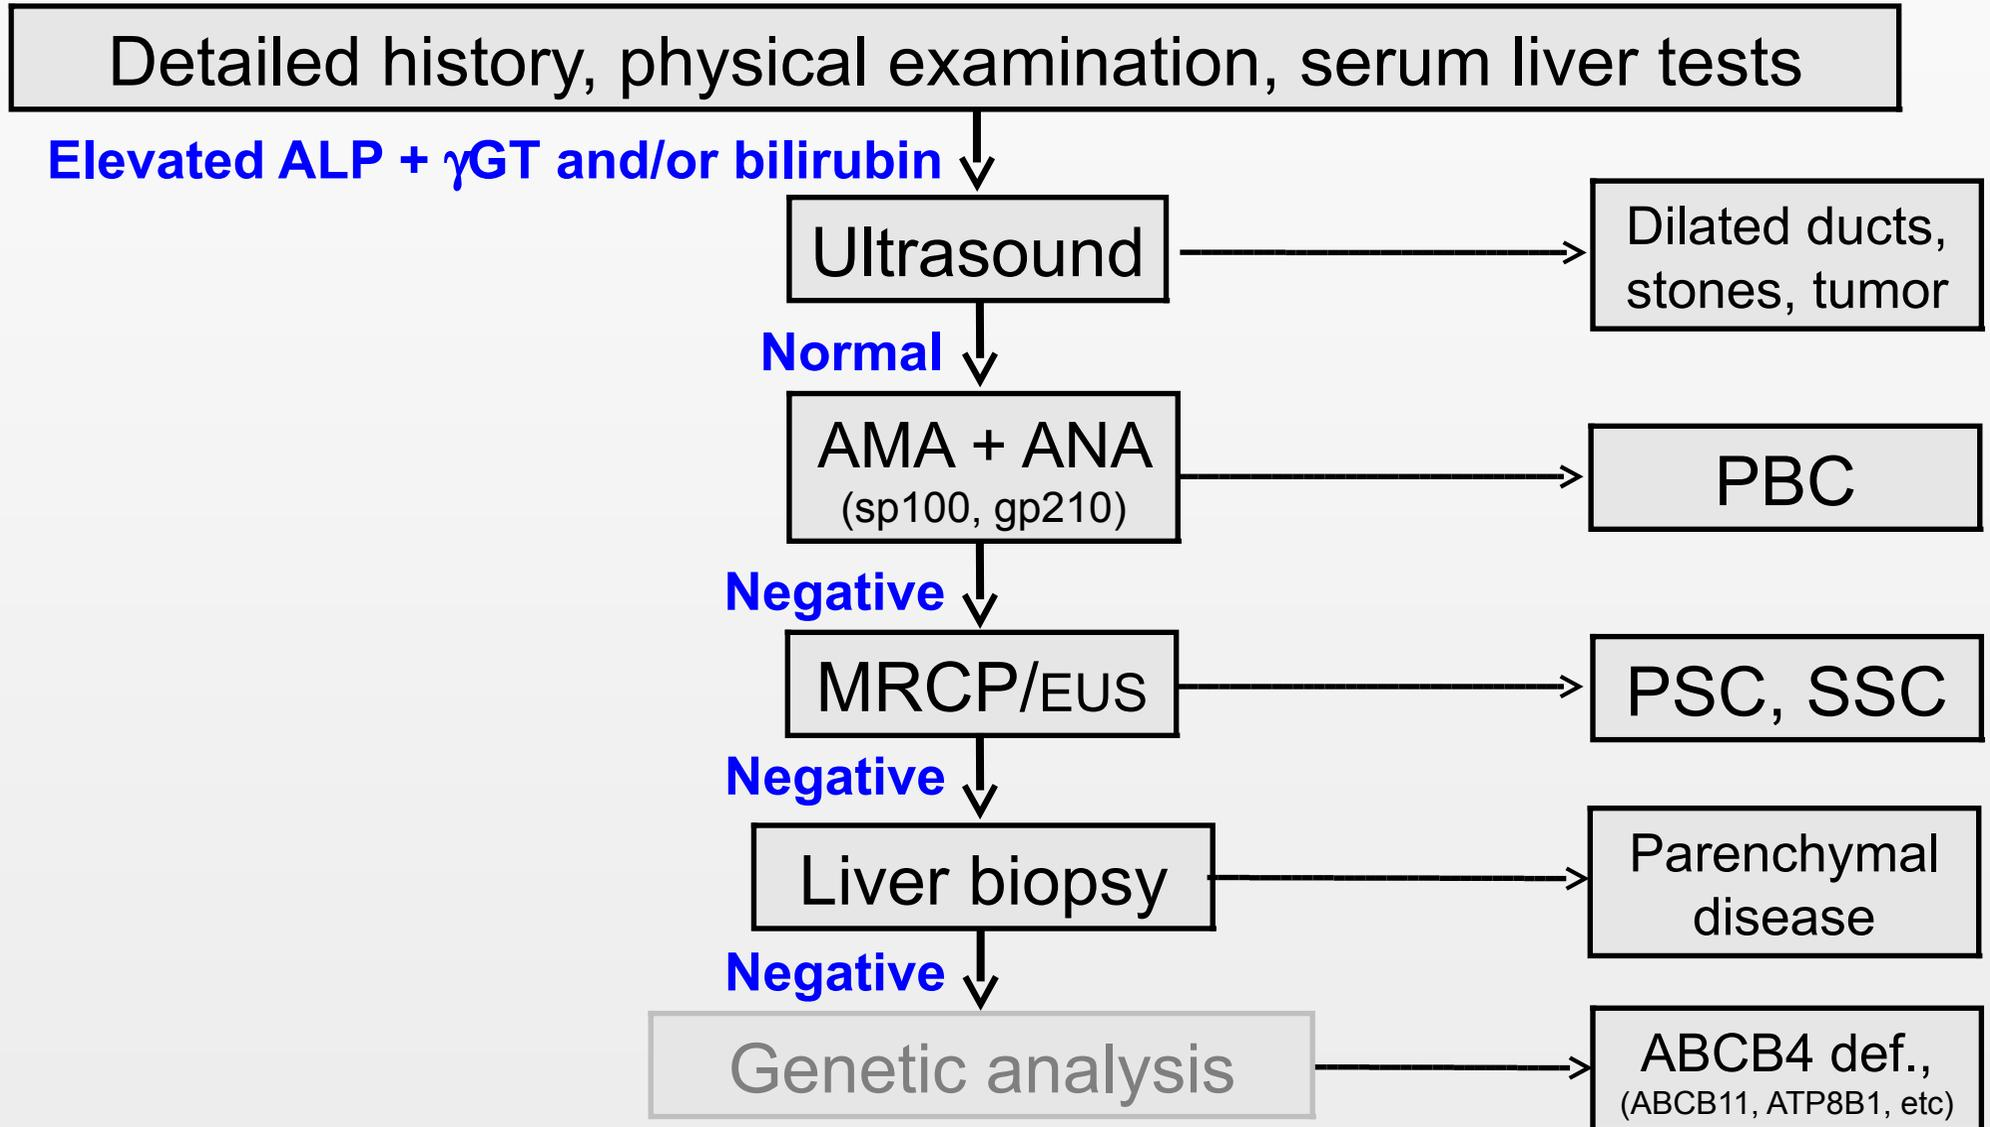 Detailed history, physical examination, serum liver tests
Elevated ALP + γGT and/or bilirubin
Ultrasound
Dilated ducts,
stones, tumor
Normal
AMA + ANA
(sp100, gp210)
PBC
Negative
MRCP/EUS
PSC, SSC
Negative
Liver biopsy
Parenchymal
disease
Negative
Genetic analysis
ABCB4 def.,
(ABCB11, ATP8B1, etc)